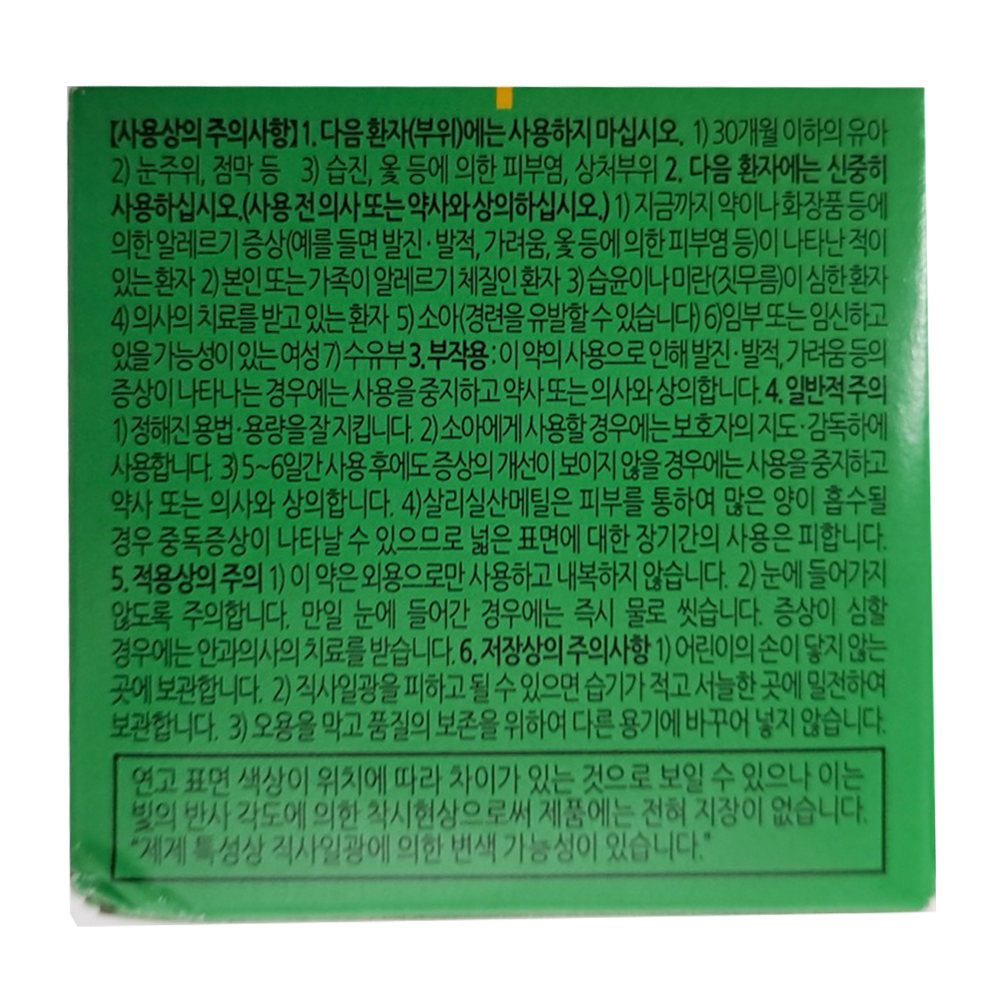 [사용상의 주의사항] 1. 다음 환자(부위)에는 사용하지 마십시오. 1) 30개월 이하의 유아
2) 눈주위, 점막 등 3) 습진, 옻 등에 의한 피부염, 상처부위 2. 다음 환자에는 신중히
사용하십시오.(사용 전 의사 또는 약사와 상의하십시오.) 1) 지금까지 약이나 화장품 등에
의한 알레르기 증상(예를 들면 발진·발적, 가려움, 옻 등에 의한 피부염 등)이 나타난 적이
있는 환자 2) 본인 또는 가족이 알레르기 체질인 환자 3) 습윤이나 미란(짓무름)이 심한 환자
4) 의사의 치료를 받고 있는 환자 5) 소아(경련을 유발할 수 있습니다) 6)임부 또는 임신하고
있을 가능성이 있는 여성 7) 수유부 3. 부작용 : 이 약의 사용으로 인해 발진·발적, 가려움 등의
증상이 나타나는 경우에는 사용을 중지하고 약사 또는 의사와 상의합니다. 4. 일반적 주의
1) 정해진 용법·용량을 잘 지킵니다. 2) 소아에게 사용할 경우에는 보호자의 지도·감독하에
사용합니다. 3) 5~6일간 사용 후에도 증상의 개선이 보이지 않을 경우에는 사용을 중지하고
약사 또는 의사와 상의합니다. 4)살리실산메틸은 피부를 통하여 많은 양이 흡수될
경우 중독증상이 나타날 수 있으므로 넓은 표면에 대한 장기간의 사용은 피합니다.
5. 적용상의 주의 1) 이 약은 외용으로만 사용하고 내복하지 않습니다. 2) 눈에 들어가지
않도록 주의합니다. 만일 눈에 들어간 경우에는 즉시 물로 씻습니다. 증상이 심할
경우에는 안과의사의 치료를 받습니다. 6. 저장상의 주의사항 1) 어린이의 손이 닿지 않는
곳에 보관합니다. 2) 직사일광을 피하고 될 수 있으면 습기가 적고 서늘한 곳에 밀전하여
보관합니다. 3) 오용을 막고 품질의 보존을 위하여 다른 용기에 바꾸어 넣지 않습니다.
연고 표면 색상이 위치에 따라 차이가 있는 것으로 보일 수 있으나 이는
빛의 반사 각도에 의한 착시현상으로써 제품에는 전혀 지장이 없습니다.
"제제 특성상 직사일광에 의한 변색 가능성이 있습니다."